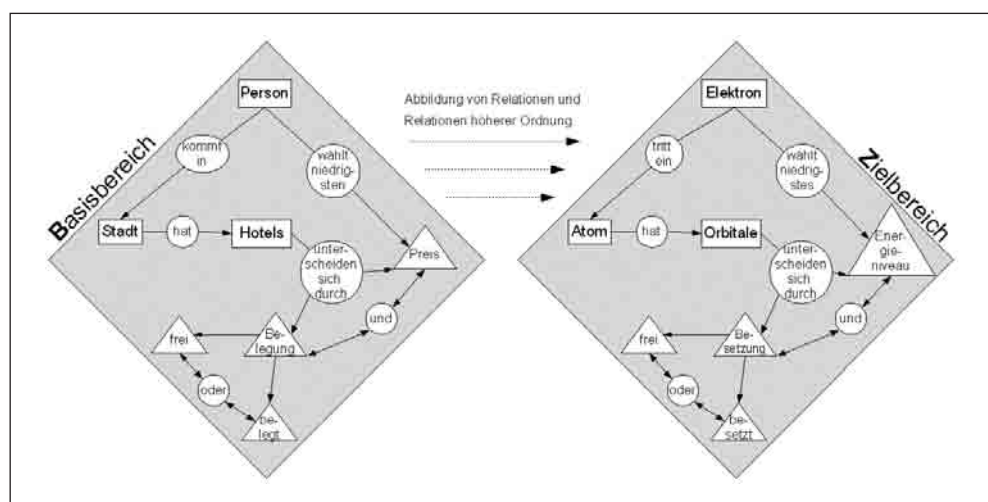 Person
Basisbereich
kommt
in
wählt
niedrig-
sten
Stadt
hat
Hotels
unter-
scheiden
sich
durch
Preis
und
Be-
legung
frei
oder
be-
legt
Abbildung von Relationen und
Relationen höherer Ordnung
Elektron
Zielbereich
tritt
ein
wählt
niedrig-
stes
Atom
hat
Orbitale
unter-
scheiden
sich
durch
Ener-
gie-
niveau
und
Be-
setzung
frei
oder
be-
setzt